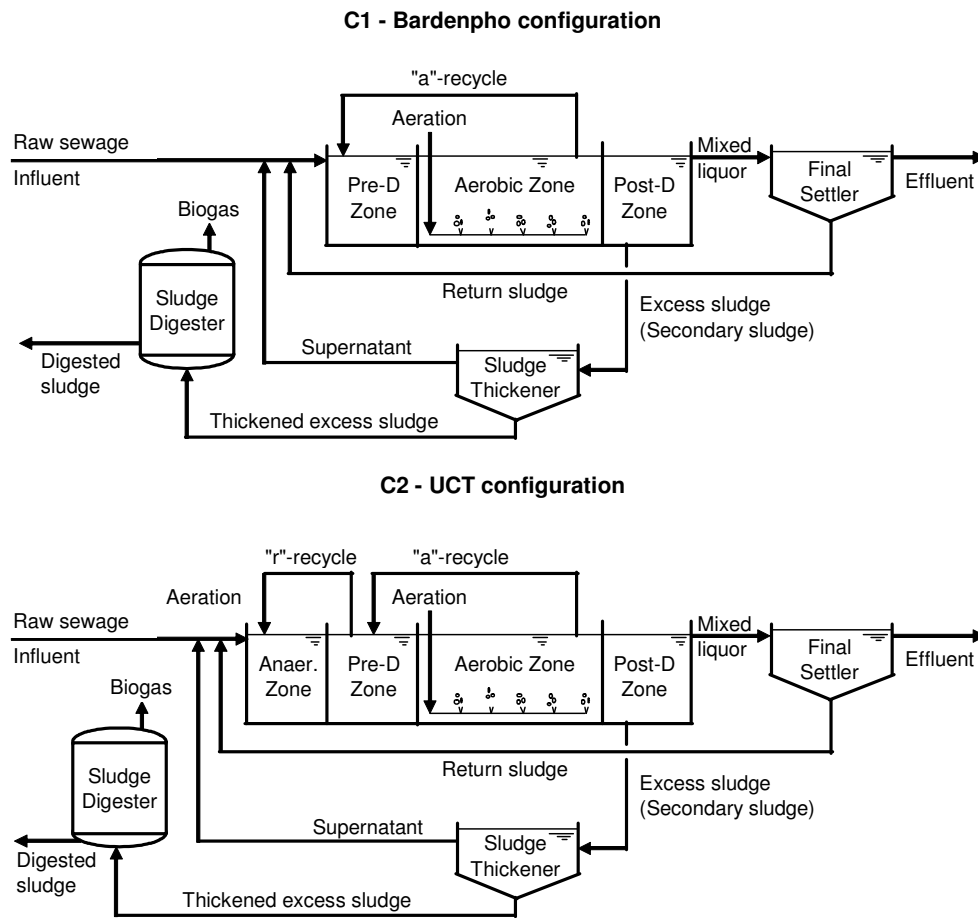 C1 - Bardenpho configuration
"a"-recycle
Raw sewage
Influent
Aeration
Mixed
liquor
Pre-D
Zone
Aerobic Zone
Post-D
Zone
Final
Settler
Effluent
Biogas
Sludge
Digester
Return sludge
Excess sludge
(Secondary sludge)
Digested
sludge
Supernatant
Sludge
Thickener
Thickened excess sludge
C2 - UCT configuration
"r"-recycle
"a"-recycle
Aeration
Aeration
Raw sewage
Influent
Mixed
liquor
Anaer.
Zone
Pre-D
Zone
Aerobic Zone
Post-D
Zone
Final
Settler
Effluent
Biogas
Sludge
Digester
Return sludge
Excess sludge
(Secondary sludge)
Digested
sludge
Supernatant
Sludge
Thickener
Thickened excess sludge